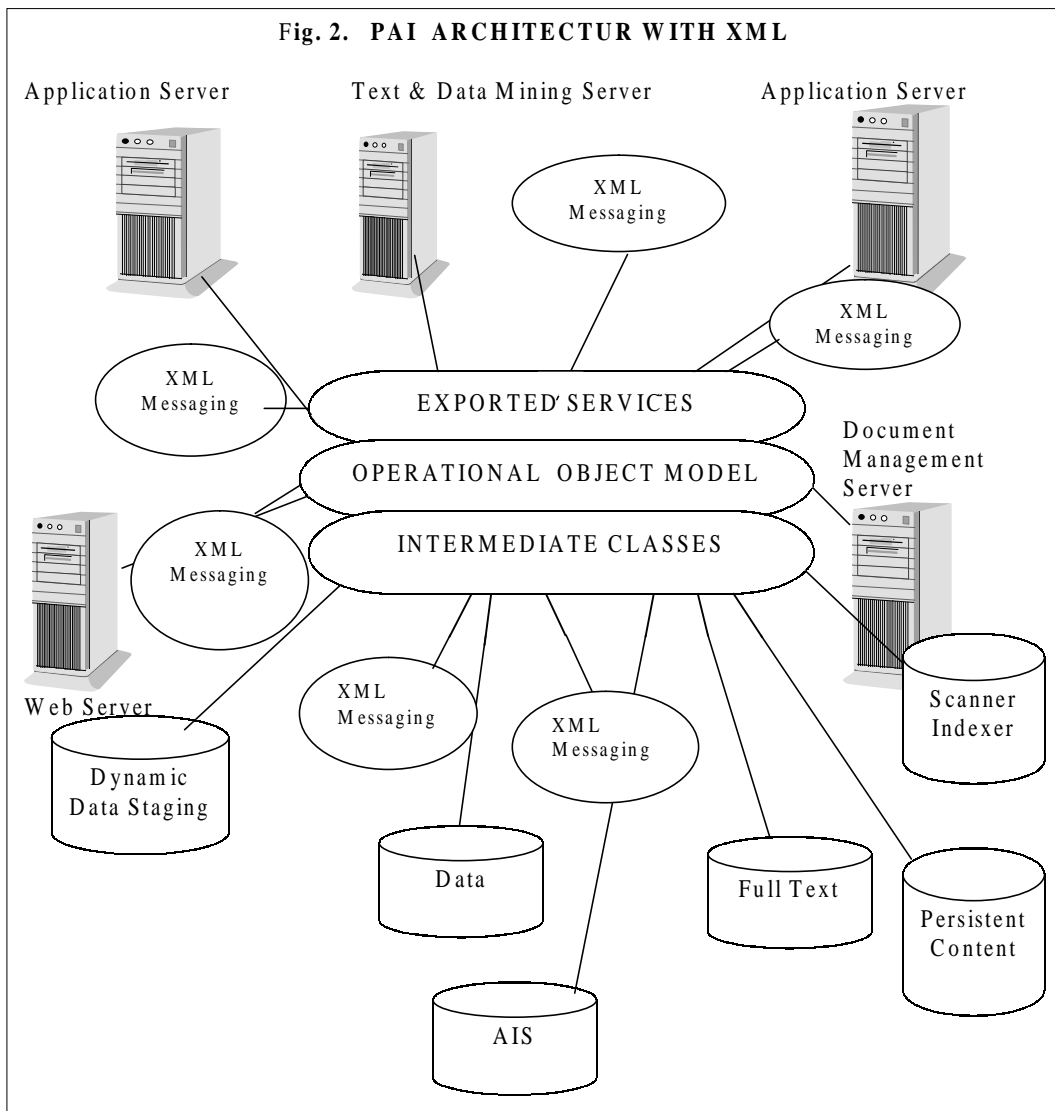 Fig. 2. PAI ARCHITECTUR WITH XML
Application Server
Text & Data Mining Server
Application Server
XML
Messaging
XML
Messaging
XML
Messaging
EXPORTED' SERVICES
OPERATIONAL OBJECT MODEL
INTERMEDIATE CLASSES
Document
Management
Server
XML
Messaging
Web Server
XML
Messaging
XML
Messaging
Scanner
Indexer
Dynamic
Data Staging
Data
Full Text
Persistent
Content
AIS